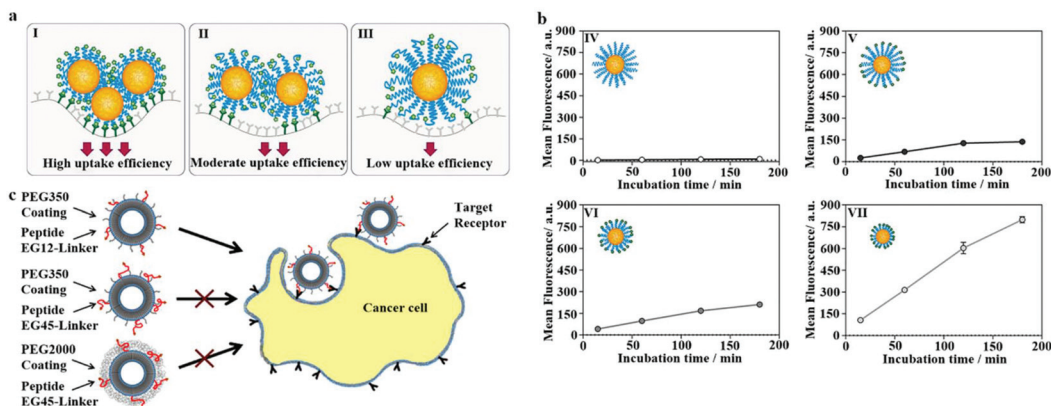 a
I
II
III
High uptake efficiency
Moderate uptake efficiency
Low uptake efficiency
b
IV
900
750
600
450
300
150
0
0 50 100 150 200
Mean Fluorescence/ a.u.
Incubation time / min
V
900
750
600
450
300
150
0
0 50 100 150 200
Mean Fluorescence/ a.u.
Incubation time / min
VI
900
750
600
450
300
150
0
0 50 100 150 200
Mean Fluorescence/ a.u.
Incubation time / min
VII
900
750
600
450
300
150
0
0 50 100 150 200
Mean Fluorescence/ a.u.
Incubation time / min
c
PEG350
Coating
Peptide
EG12-Linker
PEG350
Coating
Peptide
EG45-Linker
PEG2000
Coating
Peptide
EG45-Linker
Target
Receptor
Cancer cell